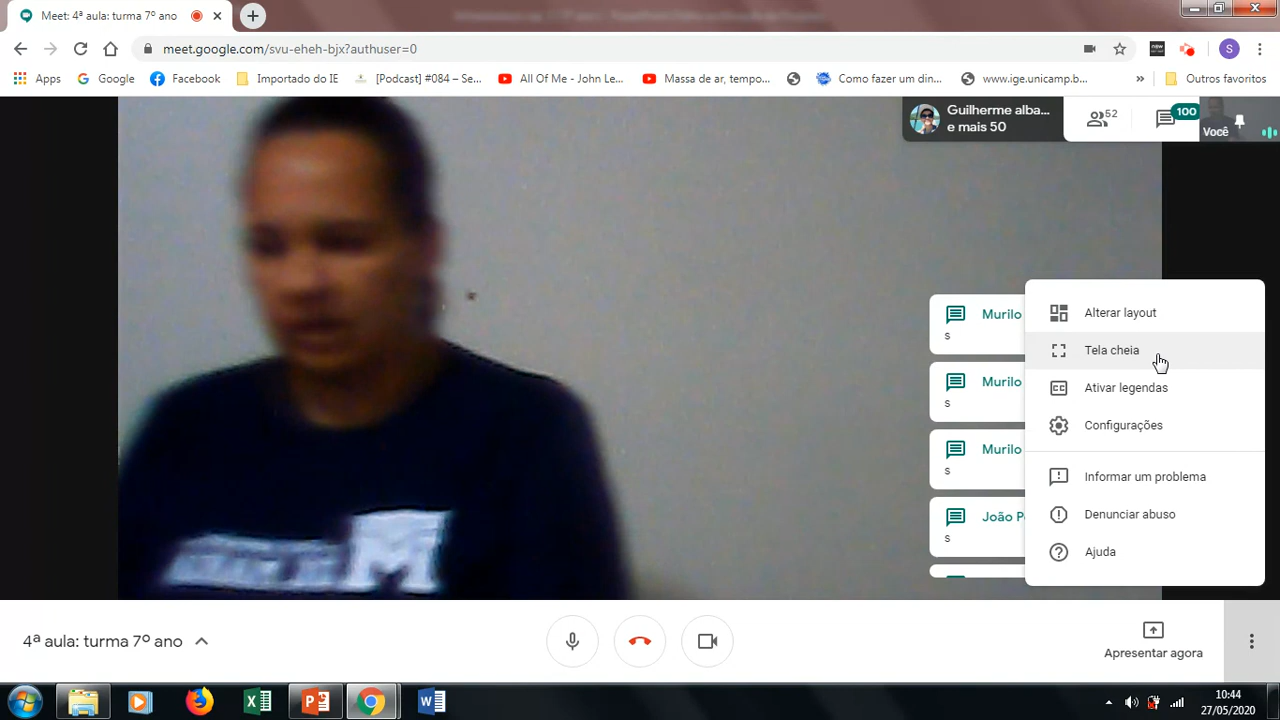 Meet: 4ª aula: turma 7º ano
meet.google.com/svu-eheh-bjx?authuser=0
S
Apps
Google
Facebook
Importado do IE
[Podcast] #084 – Se...
All Of Me - John Le...
Massa de ar, tempo...
Como fazer um din...
www.ige.unicamp.b...
»
Outros favoritos
Guilherme alba...
e mais 50
52
100
Você
Murilo
s
Murilo
s
Murilo
s
João P
s
Alterar layout
Tela cheia
Ativar legendas
Configurações
Informar um problema
Denunciar abuso
Ajuda
M
4ª aula: turma 7º ano
Apresentar agora
10:44
27/05/2020